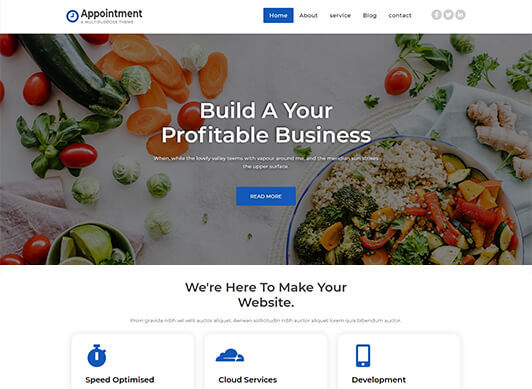 Appointment
A MULTIPURPOSE THEME
Home About service Blog contact
Build A Your
Profitable Business
When, while the lovely valley teems with vapour around me, and the meridian sun strikes
the upper surface.
READ MORE
We're Here To Make Your
Website.
Proin gravida nibh vel velit auctor aliquet. Aenean sollicitudin nibh auctor aliquet lorem quis bibendum auctor.
Speed Optimised Cloud Services Development